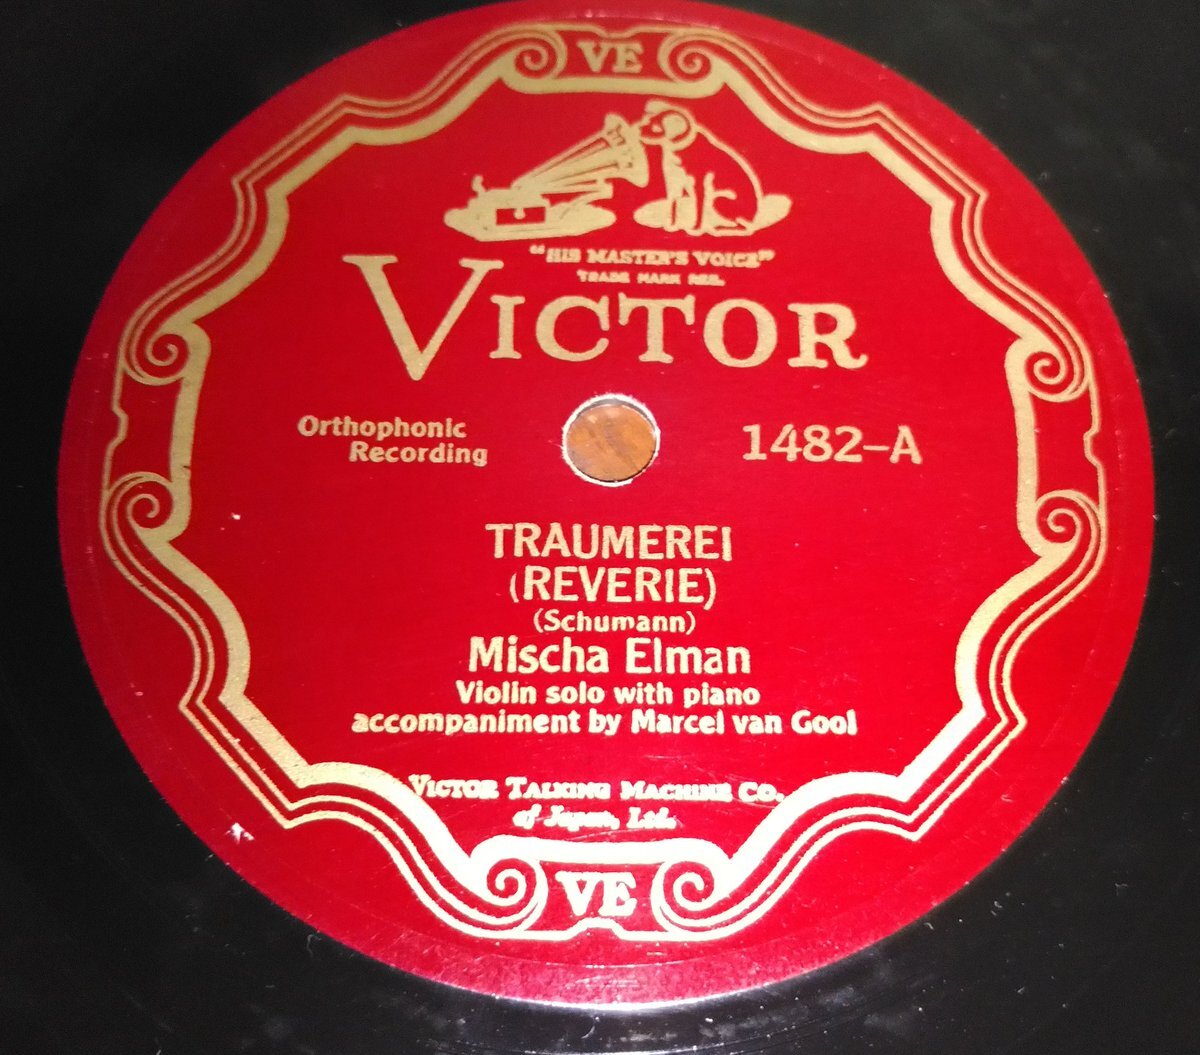 VE
"HIS MASTER'S VOICE"
TRADE MARK REG.
VICTOR
Orthophonic
Recording
1482-A
TRAUMEREI
(REVERIE)
(Schumann)
Mischa Elman
Violin solo with piano
accompaniment by Marcel van Gool
VICTOR TALKING MACHINE CO.
of Japan, Ltd.
VE